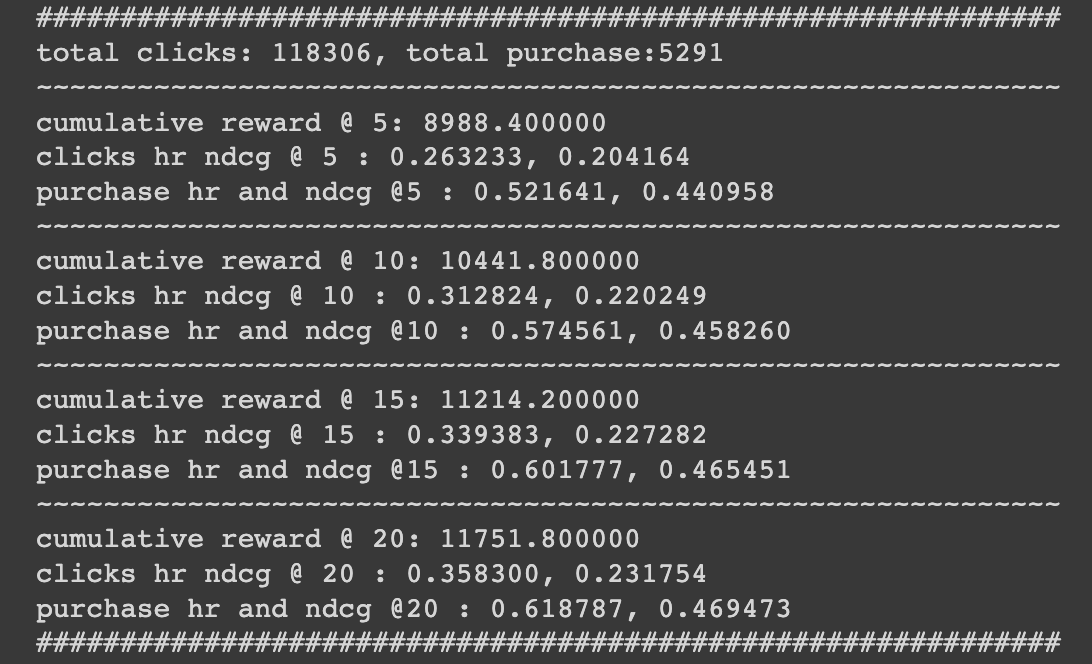 #############################################################
total clicks: 118306, total purchase:5291
~~~~~~~~~~~~~~~~~~~~~~~~~~~~~~~~~~~~~~~~~~~~~~~~~~~~~~~~~~~~~
cumulative reward @ 5: 8988.400000
clicks hr ndcg @ 5 : 0.263233, 0.204164
purchase hr and ndcg @5 : 0.521641, 0.440958
~~~~~~~~~~~~~~~~~~~~~~~~~~~~~~~~~~~~~~~~~~~~~~~~~~~~~~~~~~~~~
cumulative reward @ 10: 10441.800000
clicks hr ndcg @ 10 : 0.312824, 0.220249
purchase hr and ndcg @10 : 0.574561, 0.458260
~~~~~~~~~~~~~~~~~~~~~~~~~~~~~~~~~~~~~~~~~~~~~~~~~~~~~~~~~~~~~
cumulative reward @ 15: 11214.200000
clicks hr ndcg @ 15 : 0.339383, 0.227282
purchase hr and ndcg @15 : 0.601777, 0.465451
~~~~~~~~~~~~~~~~~~~~~~~~~~~~~~~~~~~~~~~~~~~~~~~~~~~~~~~~~~~~~
cumulative reward @ 20: 11751.800000
clicks hr ndcg @ 20 : 0.358300, 0.231754
purchase hr and ndcg @20 : 0.618787, 0.469473
#############################################################